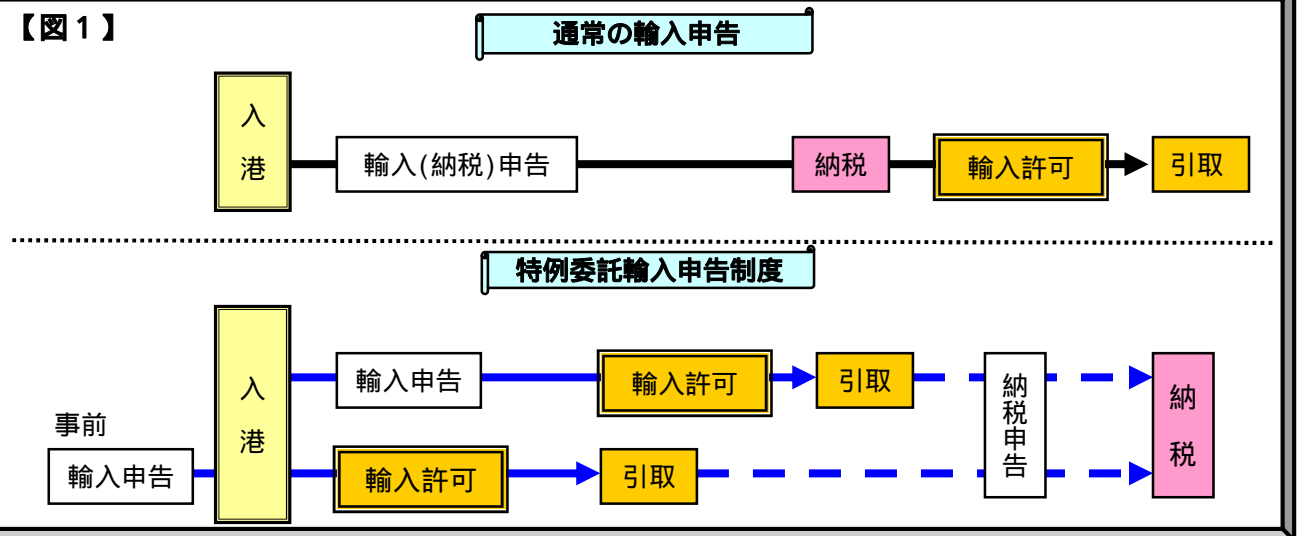 【図１】
通常の輸入申告
入港
輸入(納税)申告
納税
輸入許可
引取
特例委託輸入申告制度
入港
輸入申告
輸入許可
引取
納税申告
納税
事前
輸入申告
輸入許可
引取